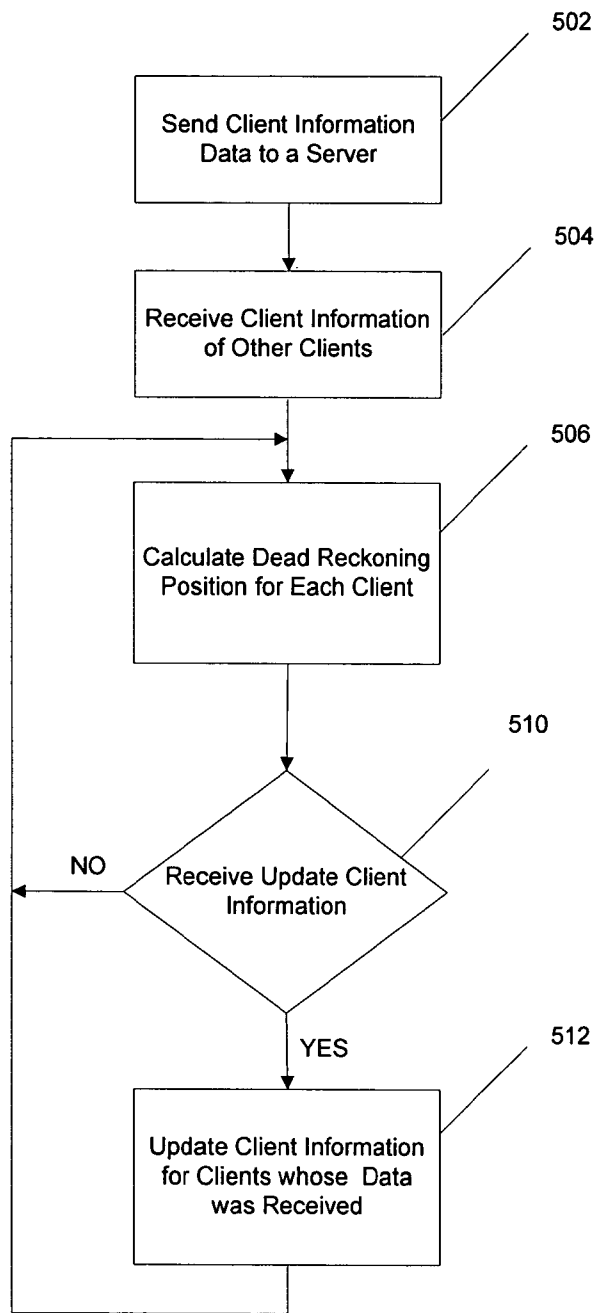 502
Send Client Information
Data to a Server
504
Receive Client Information
of Other Clients
506
Calculate Dead Reckoning
Position for Each Client
510
NO
Receive Update Client
Information
YES
512
Update Client Information
for Clients whose Data
was Received